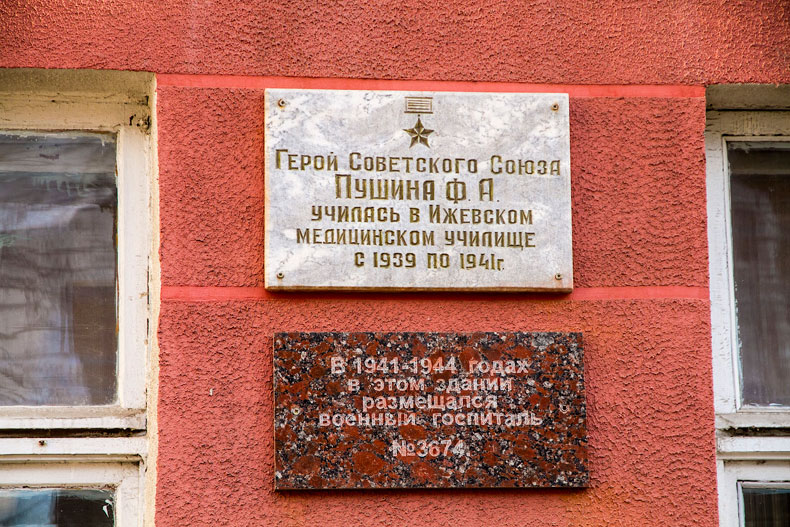 Герой Советского Союза
Пушина Ф. А.
училась в Ижевском
медицинском училище
с 1939 по 1941г.
В 1941-1944 годах
в этом здании
размещался
военный госпиталь
№3674